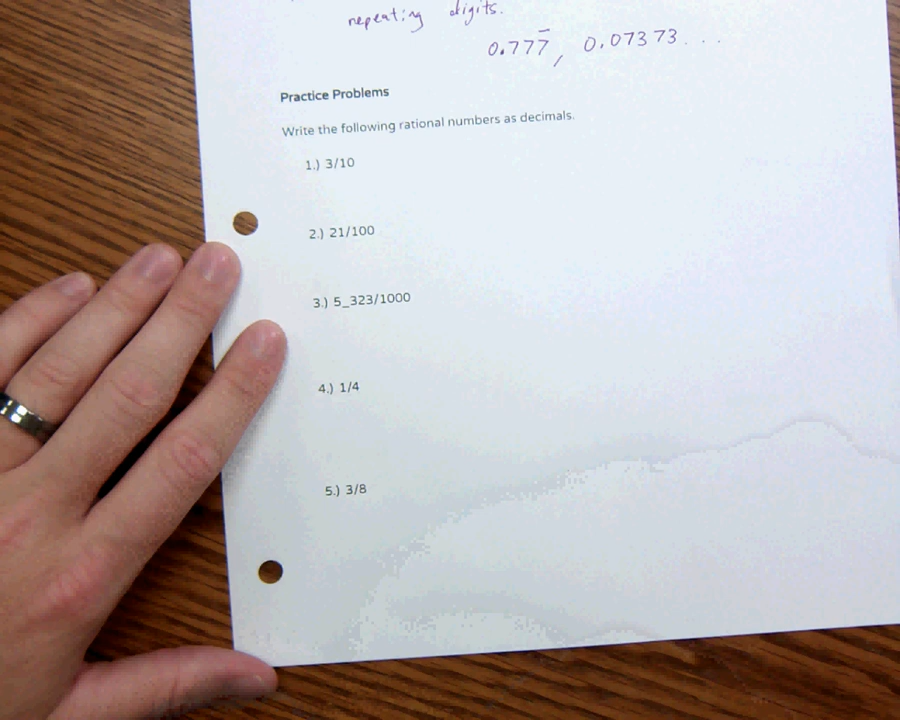 repeating digits.
0.777̅, 0.07373...
Practice Problems
Write the following rational numbers as decimals.
1.) 3/10
2.) 21/100
3.) 5_323/1000
4.) 1/4
5.) 3/8